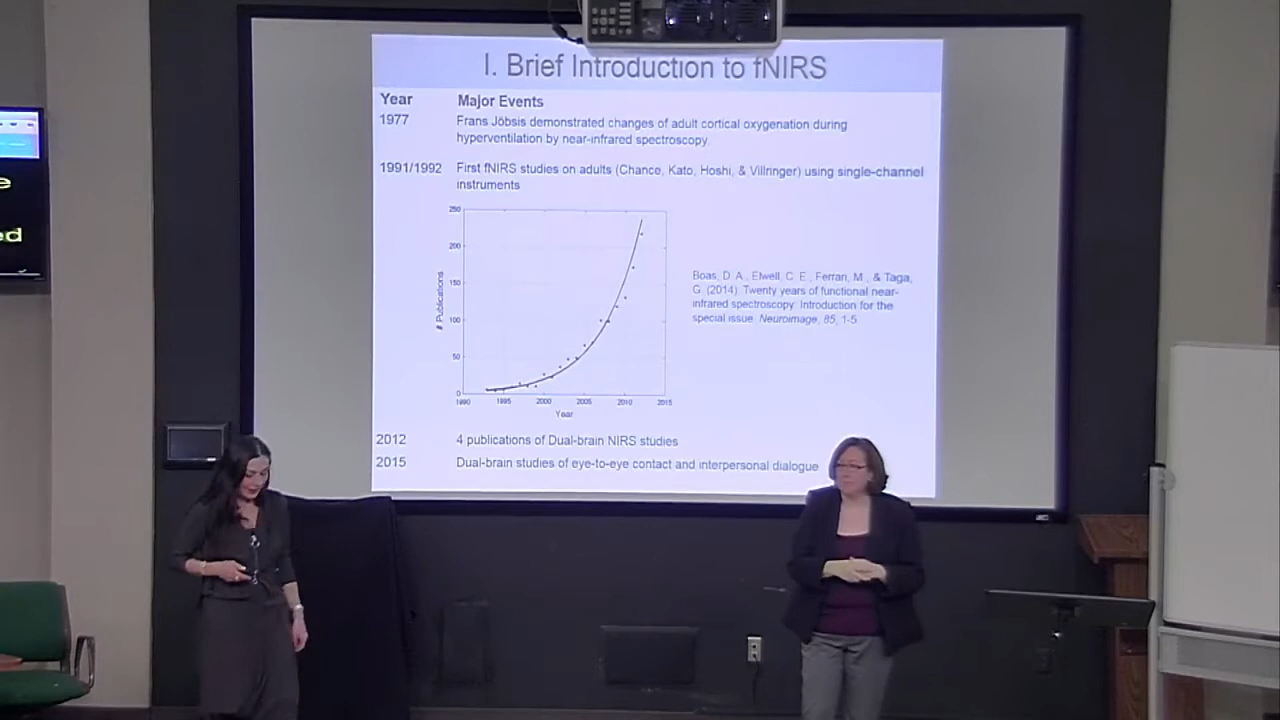 I. Brief Introduction to fNIRS
Year Major Events
1977 Frans Jöbsis demonstrated changes of adult cortical oxygenation during
hyperventilation by near-infrared spectroscopy
1991/1992 First fNIRS studies on adults (Chance, Kato, Hoshi, & Villringer) using single-channel
instruments
250
200
150
100
50
0
# Publications
1990 1995 2000 2005 2010 2015
Year
Boas, D. A., Elwell, C. E., Ferrari, M., & Taga,
G. (2014). Twenty years of functional near-
infrared spectroscopy: Introduction for the
special issue. Neuroimage, 85, 1-5
2012 4 publications of Dual-brain NIRS studies
2015 Dual-brain studies of eye-to-eye contact and interpersonal dialogue
e
ed